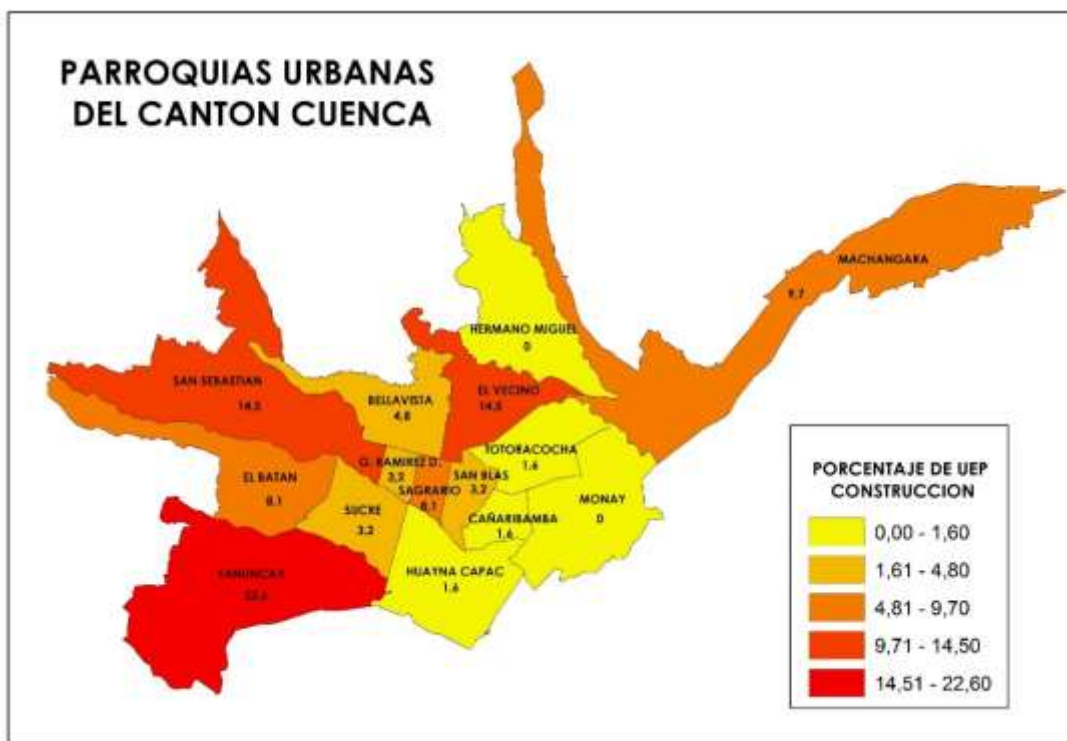 PARROQUIAS URBANAS
DEL CANTON CUENCA
MACHANGARA
9,7
HERMANO MIGUEL
0
SAN SEBASTIAN
14,5
BELLAVISTA
4,8
EL VECINO
14,5
TOTORACOCHA
1,6
G. RAMIREZ D.
3,2
SAN BLAS
3,2
EL BATAN
8,1
SAGRARIO
8,1
MONAY
0
SUCRE
3,2
CAÑARIBAMBA
1,6
YANUNCAY
22,6
HUAYNA CAPAC
1,6
PORCENTAJE DE UEP
CONSTRUCCION
0,00 - 1,60
1,61 - 4,80
4,81 - 9,70
9,71 - 14,50
14,51 - 22,60